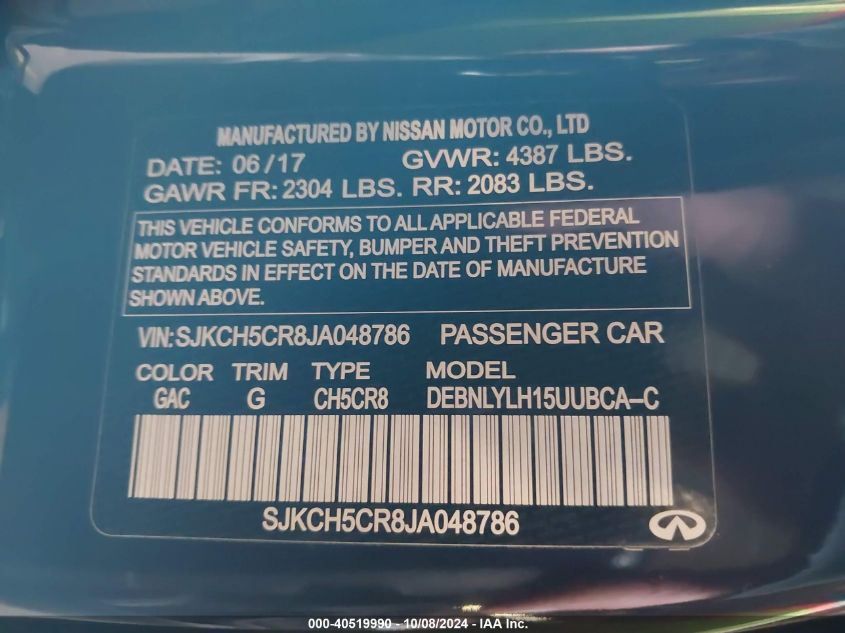 MANUFACTURED BY NISSAN MOTOR CO., LTD
DATE: 06/17 GVWR: 4387 LBS.
GAWR FR: 2304 LBS. RR: 2083 LBS.
THIS VEHICLE CONFORMS TO ALL APPLICABLE FEDERAL
MOTOR VEHICLE SAFETY, BUMPER AND THEFT PREVENTION
STANDARDS IN EFFECT ON THE DATE OF MANUFACTURE
SHOWN ABOVE.
VIN:SJKCH5CR8JA048786 PASSENGER CAR
COLOR TRIM TYPE MODEL
GAC G CH5CR8 DEBNLYLH15UUBCA-C
SJKCH5CR8JA048786
000-40519990 - 10/08/2024 - IAA Inc.